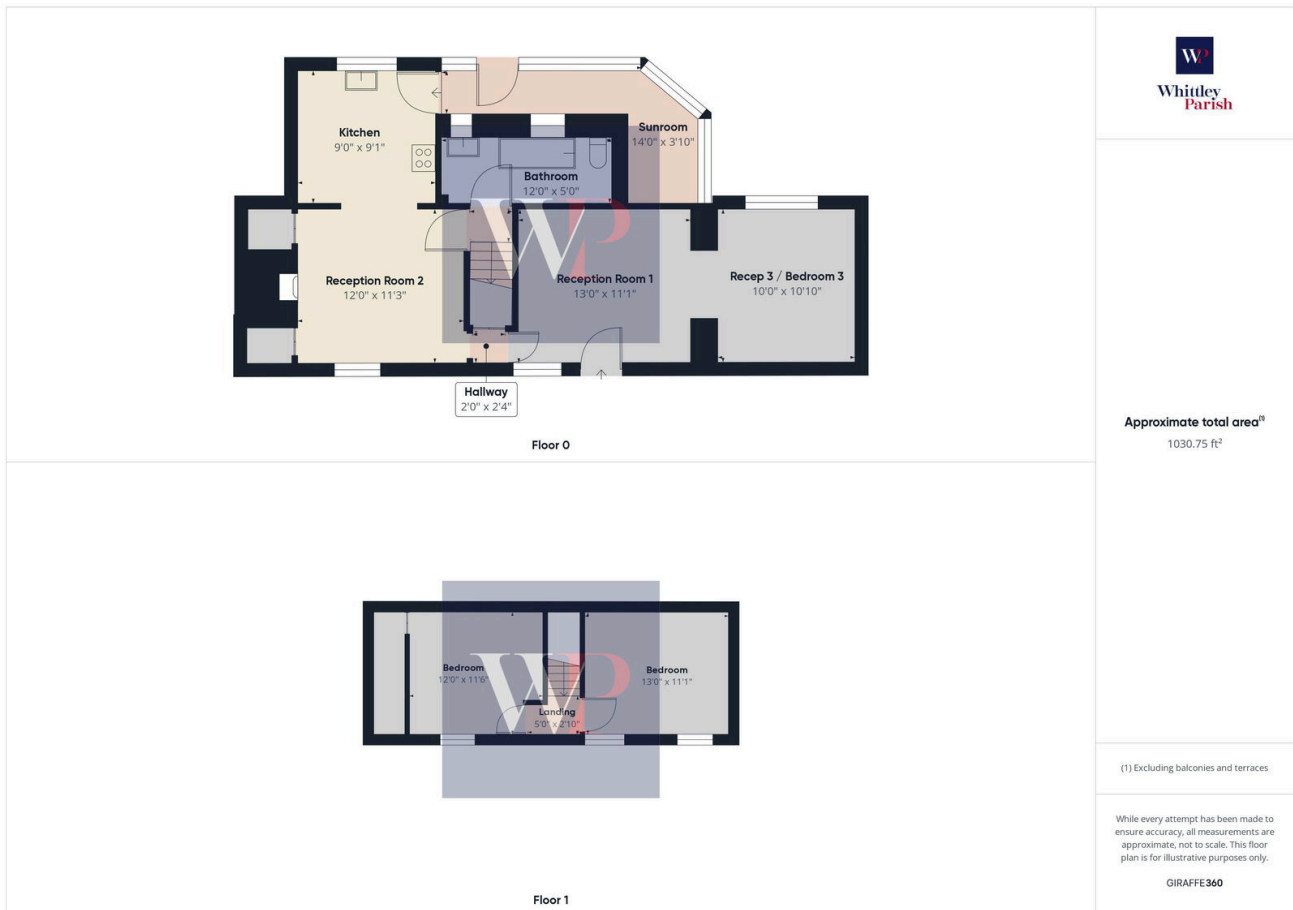 Kitchen
9'0" x 9'1"
Sunroom
14'0" x 3'10"
Bathroom
12'0" x 5'0"
Reception Room 2
12'0" x 11'3"
Reception Room 1
13'0" x 11'1"
Recep 3 / Bedroom 3
10'0" x 10'10"
Hallway
2'0" x 2'4"
WP
Floor 0
Bedroom
12'0" x 11'6"
Bedroom
13'0" x 11'1"
Landing
5'0" x 2'10"
WP
Floor 1
WP
Whittley
Parish
Approximate total area(1)
1030.75 ft²
(1) Excluding balconies and terraces
While every attempt has been made to
ensure accuracy, all measurements are
approximate, not to scale. This floor
plan is for illustrative purposes only.
GIRAFFE360